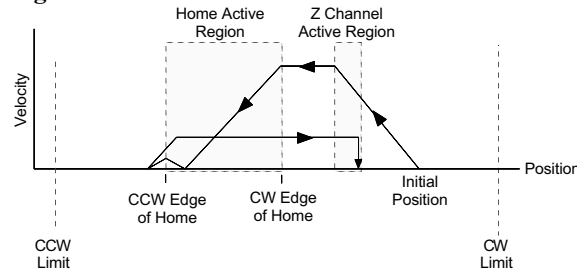 Home Active
Region
Z Channel
Active Region
Velocity
Position
CCW Edge
of Home
CW Edge
of Home
Initial
Position
CCW
Limit
CW
Limit